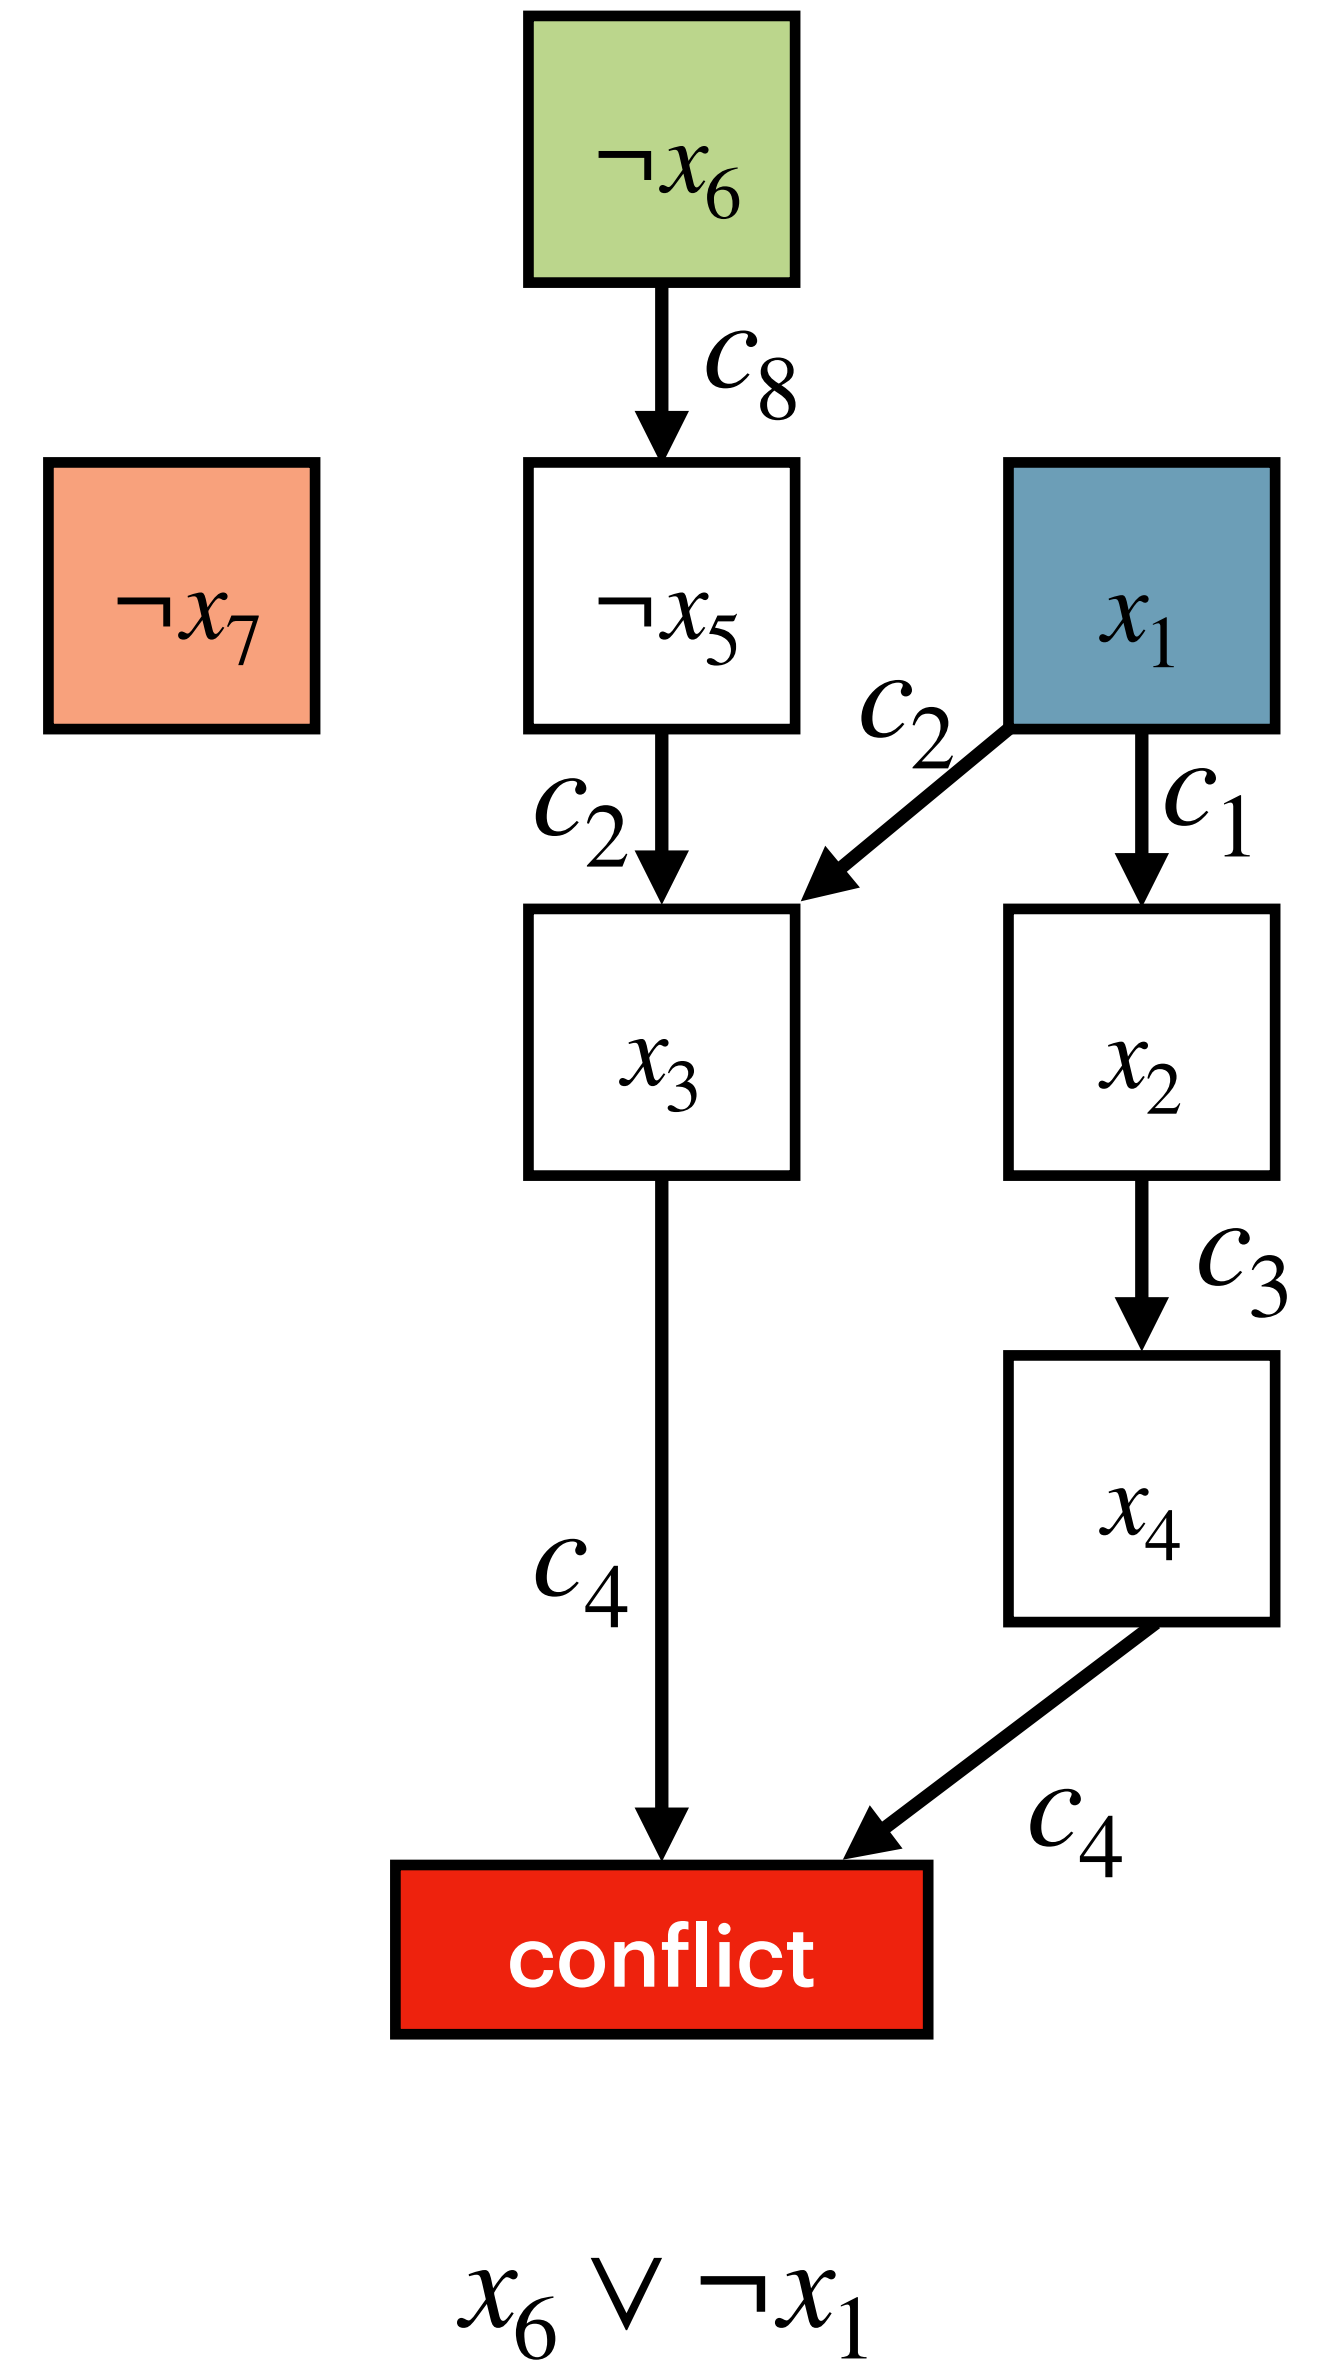 ¬x₆
c₈
¬x₇
¬x₅
x₁
c₂
c₂
c₁
x₃
x₂
c₃
x₄
c₄
c₄
conflict
x₆ ∨ ¬x₁